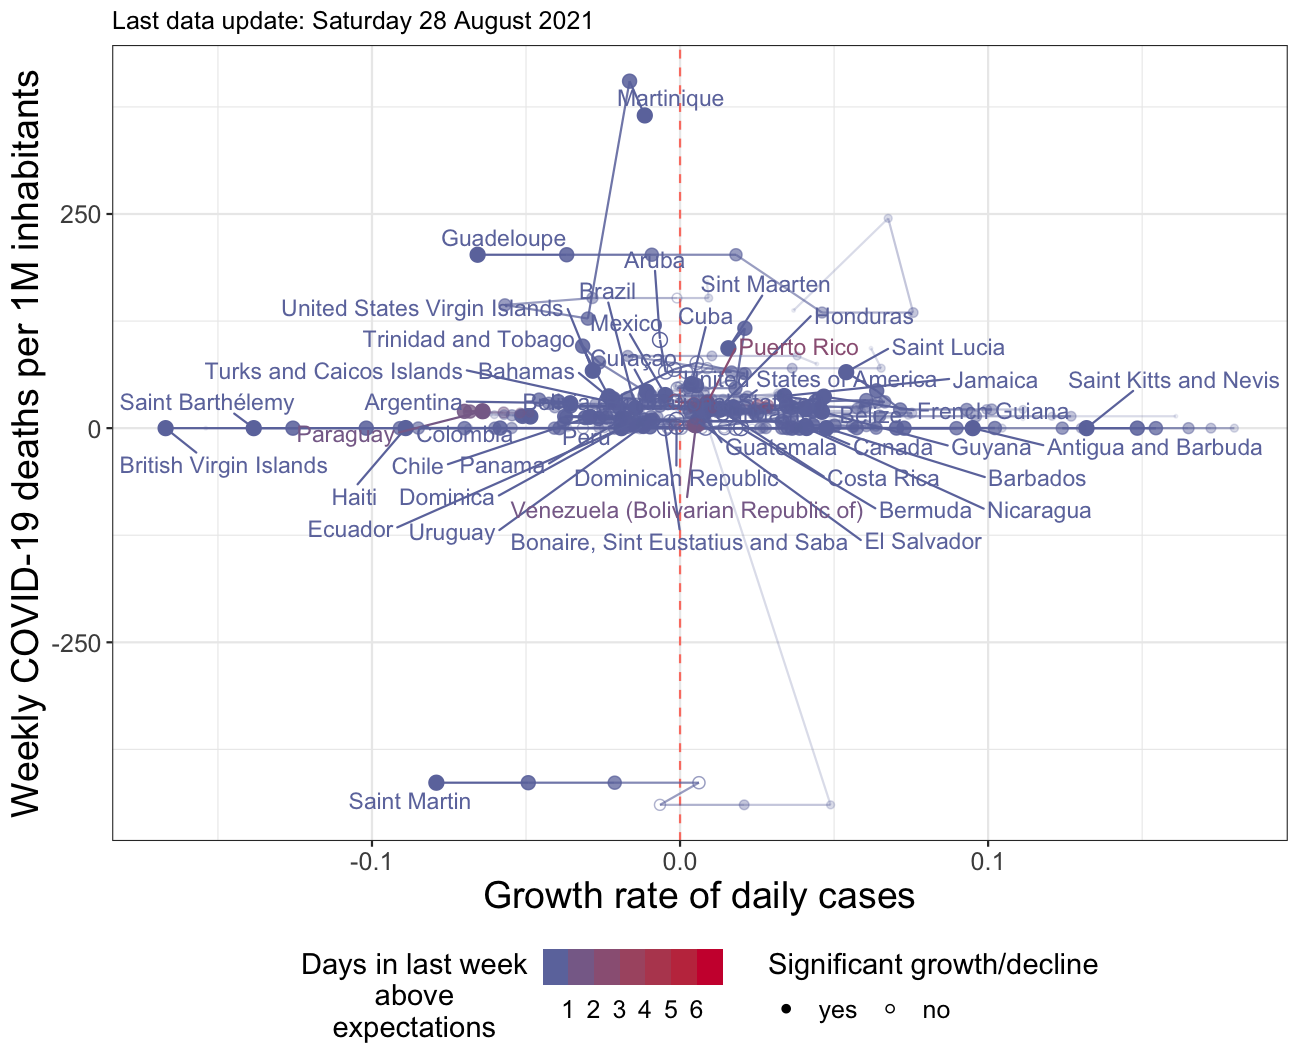 Last data update: Saturday 28 August 2021
Weekly COVID-19 deaths per 1M inhabitants
250
0
-250
Martinique
Guadeloupe
Aruba
Brazil
Sint Maarten
United States Virgin Islands
Mexico
Cuba
Honduras
Trinidad and Tobago
Curaçao
Puerto Rico
Saint Lucia
Turks and Caicos Islands
Bahamas
United States of America
Jamaica
Saint Kitts and Nevis
Saint Barthélemy
Argentina
Belize
French Guiana
Paraguay
Colombia
Peru
Guatemala
Canada
Guyana
Antigua and Barbuda
British Virgin Islands
Chile
Panama
Dominican Republic
Costa Rica
Barbados
Haiti
Dominica
Venezuela (Bolivarian Republic of)
Bermuda
Nicaragua
Ecuador
Uruguay
Bonaire, Sint Eustatius and Saba
El Salvador
Saint Martin
-0.1
0.0
0.1
Growth rate of daily cases
Days in last week
above
expectations
1 2 3 4 5 6
Significant growth/decline
yes
no